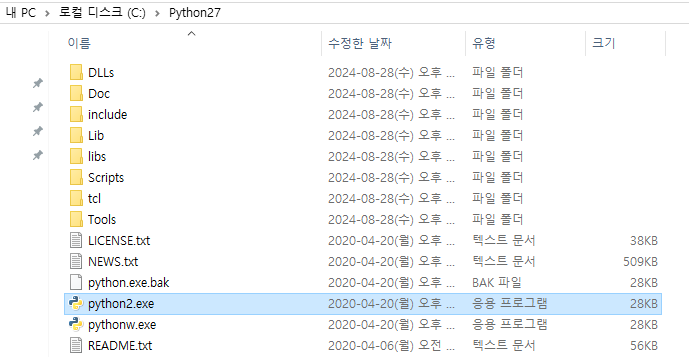 내 PC > 로컬 디스크 (C:) > Python27
이름 수정한 날짜 유형 크기
DLLs 2024-08-28(수) 오후 ... 파일 폴더
Doc 2024-08-28(수) 오후 ... 파일 폴더
include 2024-08-28(수) 오후 ... 파일 폴더
Lib 2024-08-28(수) 오후 ... 파일 폴더
libs 2024-08-28(수) 오후 ... 파일 폴더
Scripts 2024-08-28(수) 오후 ... 파일 폴더
tcl 2024-08-28(수) 오후 ... 파일 폴더
Tools 2024-08-28(수) 오후 ... 파일 폴더
LICENSE.txt 2020-04-20(월) 오후 ... 텍스트 문서 38KB
NEWS.txt 2020-04-20(월) 오후 ... 텍스트 문서 509KB
python.exe.bak 2020-04-20(월) 오후 ... BAK 파일 28KB
python2.exe 2020-04-20(월) 오후 ... 응용 프로그램 28KB
pythonw.exe 2020-04-20(월) 오후 ... 응용 프로그램 28KB
README.txt 2020-04-06(월) 오전 ... 텍스트 문서 56KB